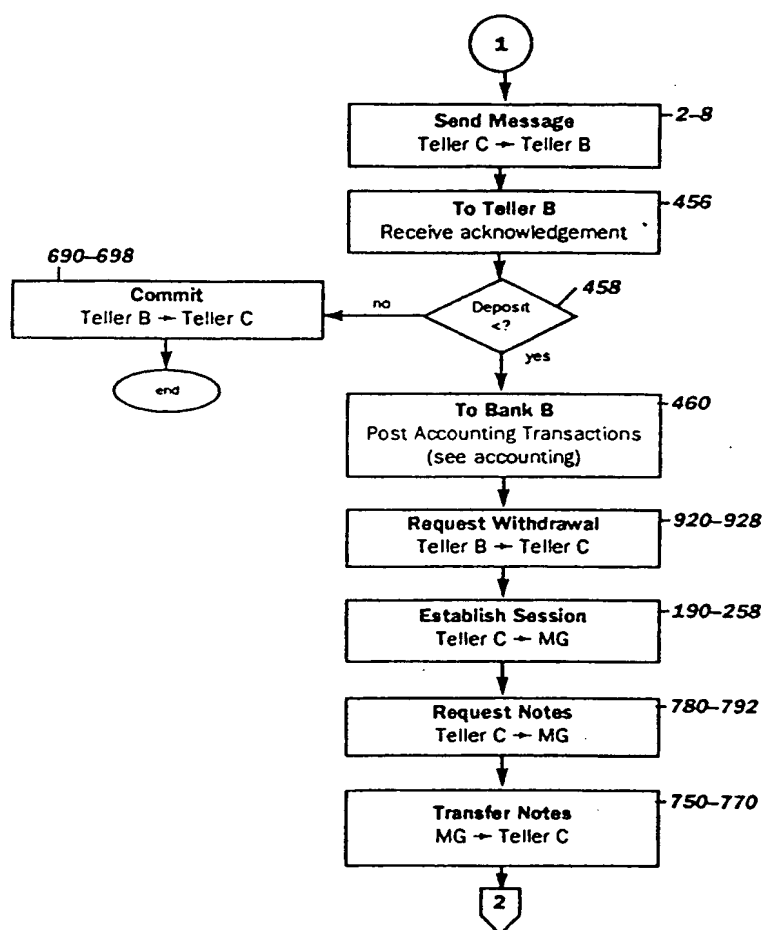 1
Send Message
Teller C → Teller B
2–8
To Teller B
Receive acknowledgement
456
Deposit
<?
458
no
yes
690–698
Commit
Teller B → Teller C
end
To Bank B
Post Accounting Transactions
(see accounting)
460
Request Withdrawal
Teller B → Teller C
920–928
Establish Session
Teller C → MG
190–258
Request Notes
Teller C → MG
780–792
Transfer Notes
MG → Teller C
750–770
2